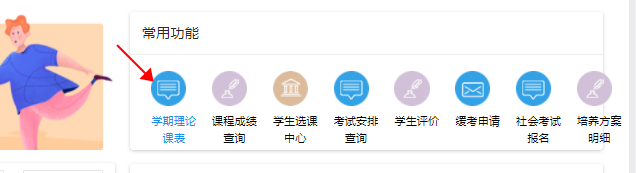 常用功能
学期理论 课程成绩 学生选课 考试安排 学生评价 缓考申请 社会考试 培养方案
课表 查询 中心 查询 报名 明细